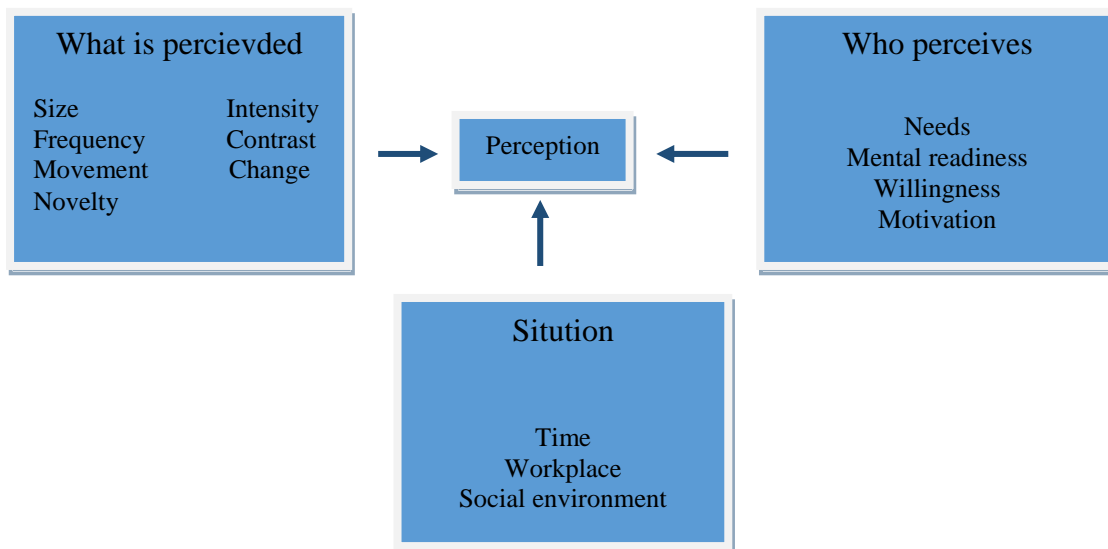 What is percievded
Size Intensity
Frequency Contrast
Movement Change
Novelty
Perception
Who perceives
Needs
Mental readiness
Willingness
Motivation
Sitution
Time
Workplace
Social environment